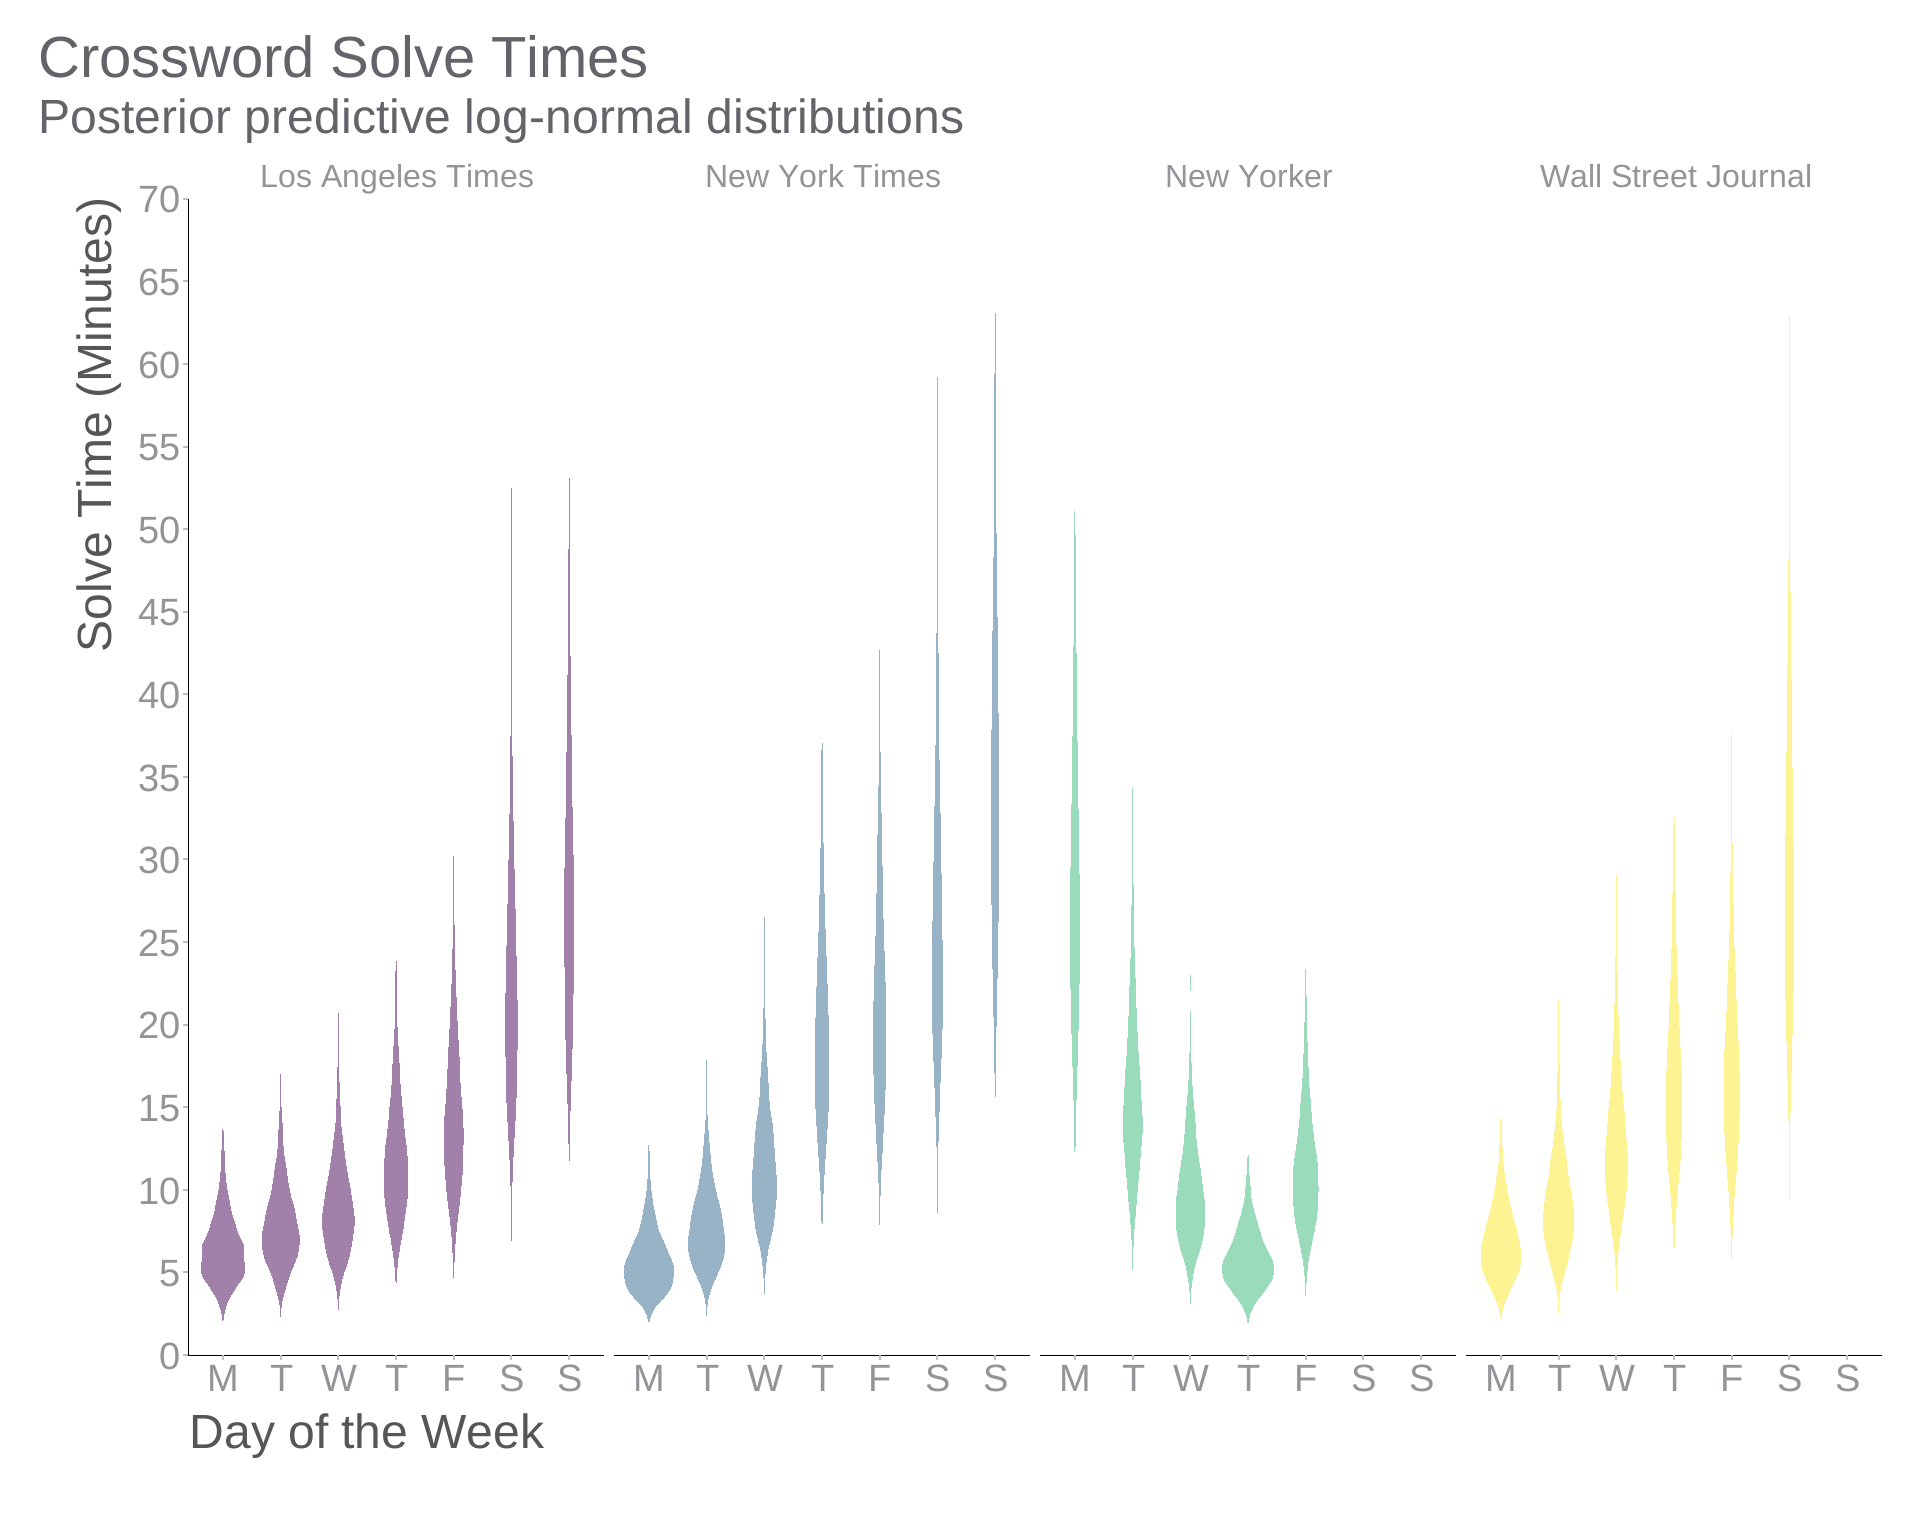 Crossword Solve Times
Posterior predictive log-normal distributions
Los Angeles Times New York Times New Yorker Wall Street Journal
Solve Time (Minutes)
70
65
60
55
50
45
40
35
30
25
20
15
10
5
0
M T W T F S S M T W T F S S M T W T F S S M T W T F S S
Day of the Week